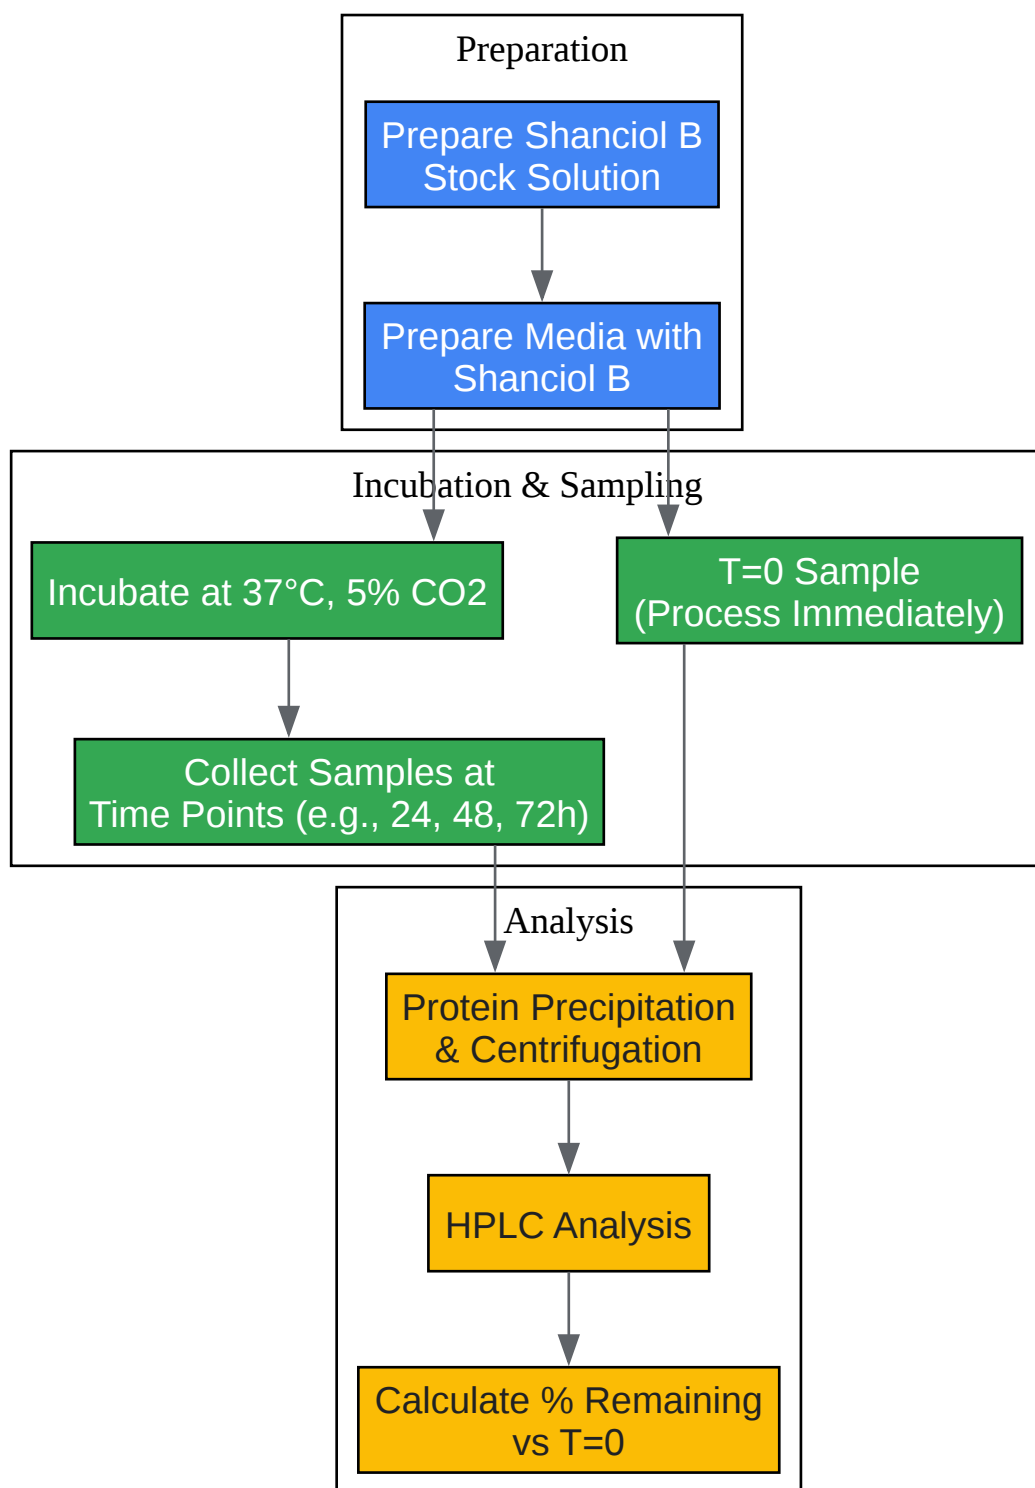 Preparation
Prepare Shanciol B
Stock Solution
Prepare Media with
Shanciol B
Incubation & Sampling
Incubate at 37°C, 5% CO2
T=0 Sample
(Process Immediately)
Collect Samples at
Time Points (e.g., 24, 48, 72h)
Analysis
Protein Precipitation
& Centrifugation
HPLC Analysis
Calculate % Remaining
vs T=0